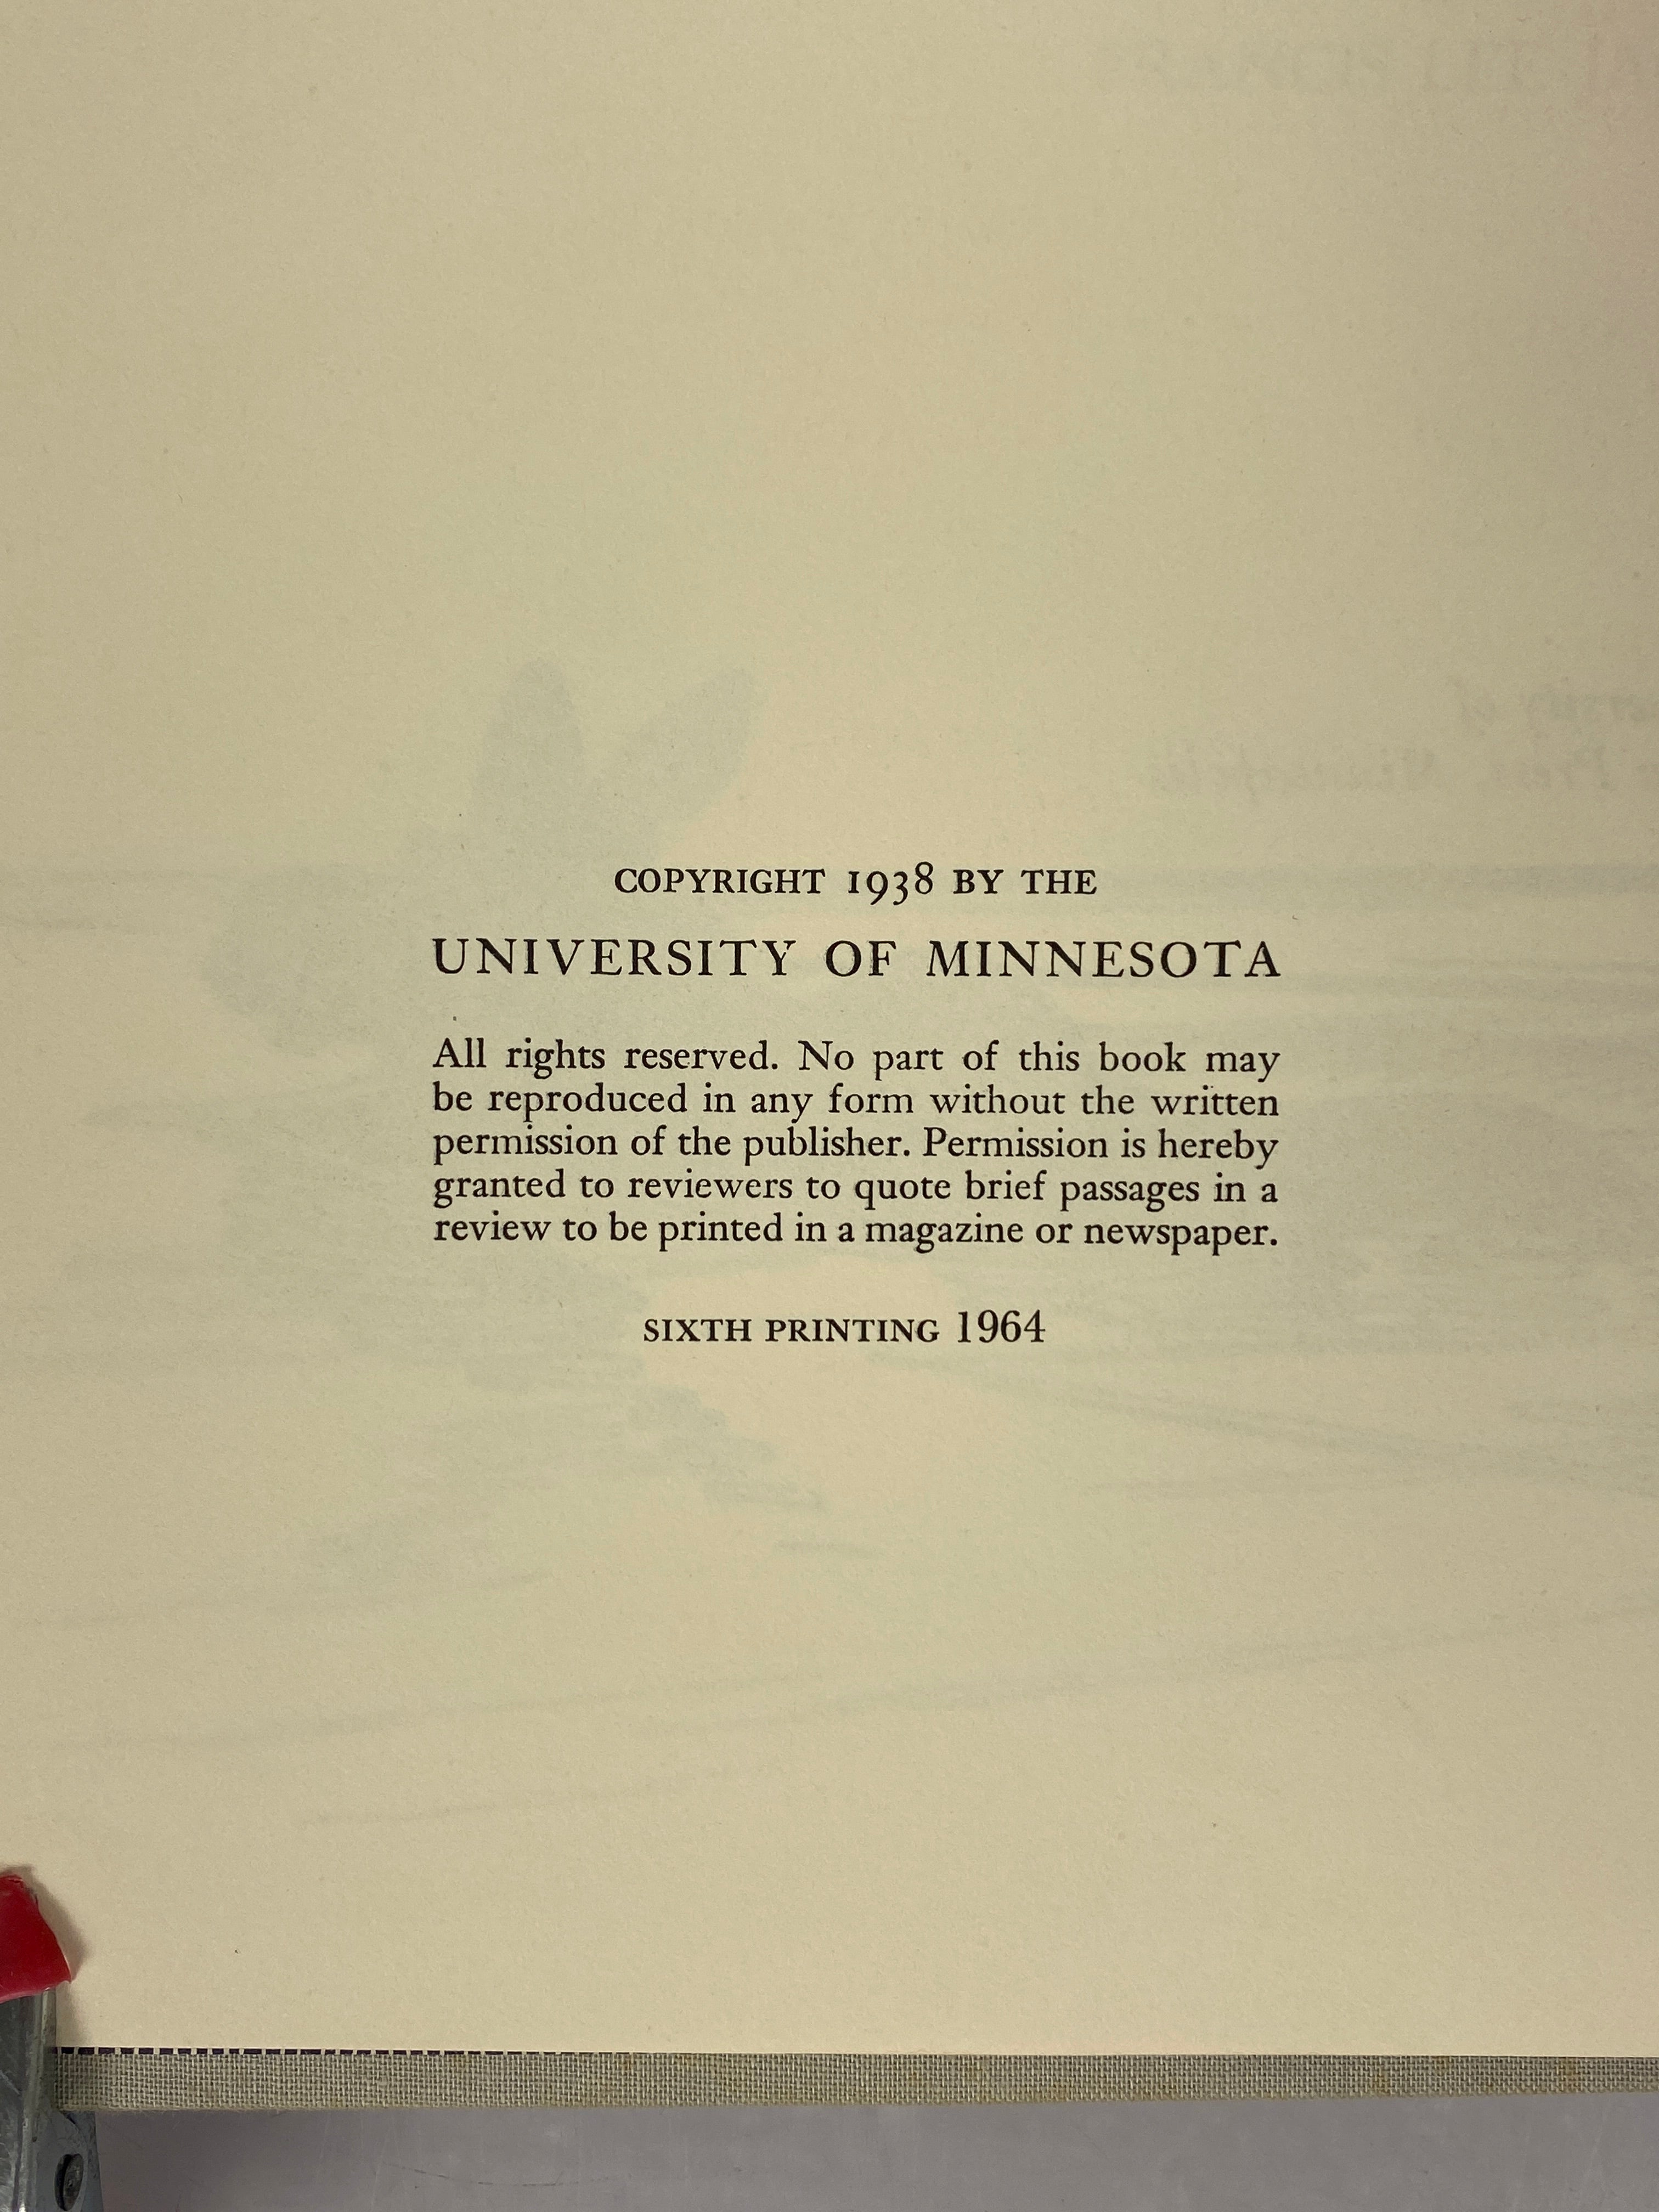 COPYRIGHT 1938 BY THE
UNIVERSITY OF MINNESOTA
All rights reserved. No part of this book may
be reproduced in any form without the written
permission of the publisher. Permission is hereby
granted to reviewers to quote brief passages in a
review to be printed in a magazine or newspaper.
SIXTH PRINTING 1964